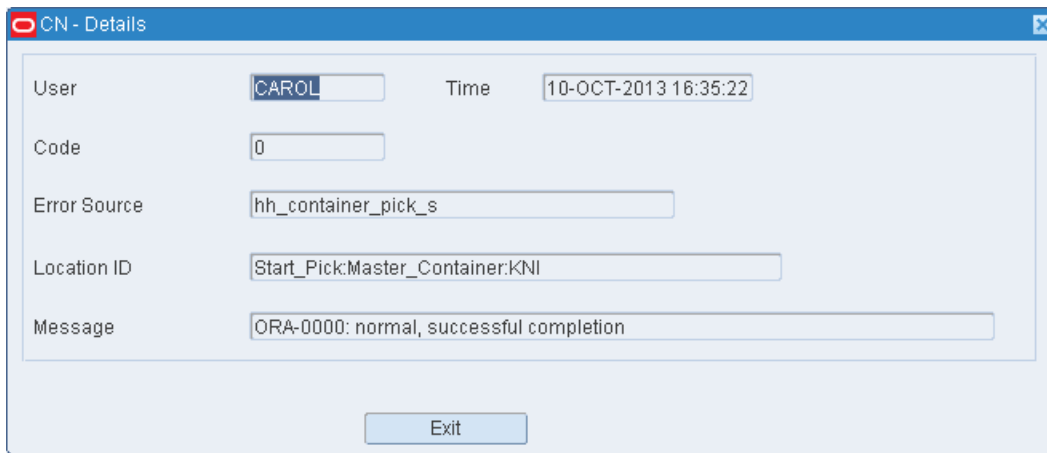 CN - Details
User CAROL Time 10-OCT-2013 16:35:22
Code 0
Error Source hh_container_pick_s
Location ID Start_Pick:Master_Container:KNI
Message ORA-0000: normal, successful completion
Exit